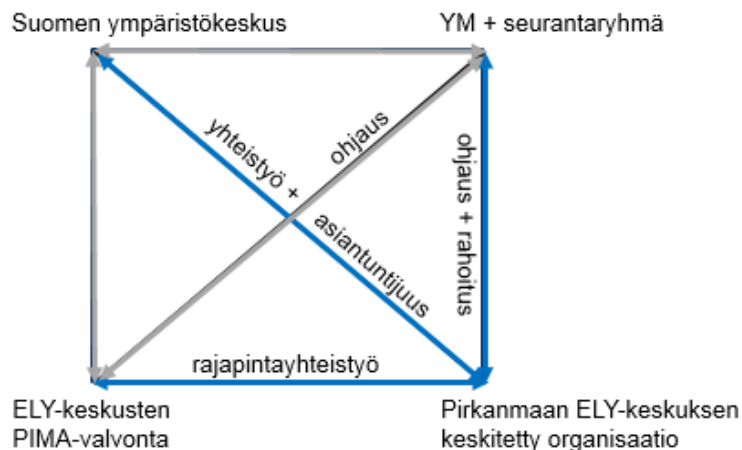 Suomen ympäristökeskus
YM + seurantaryhmä
yhteistyö +
asiantuntijuus
ohjaus
ohjaus + rahoitus
rajapintayhteistyö
ELY-keskusten
PIMA-valvonta
Pirkanmaan ELY-keskuksen
keskitetty organisaatio